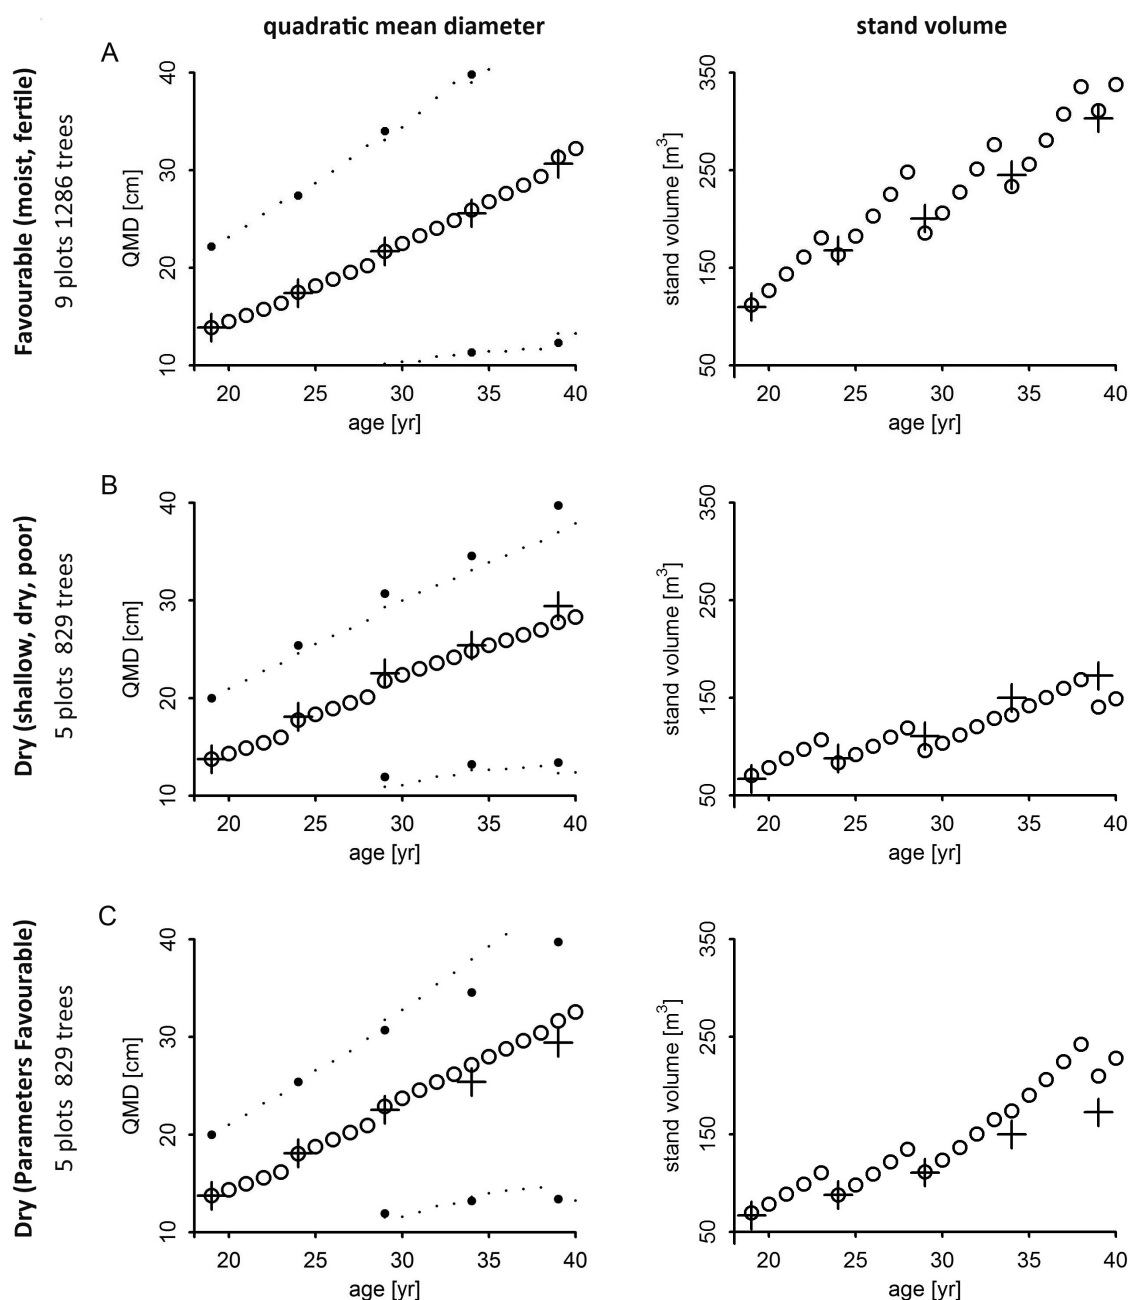 quadratic mean diameter
stand volume
A
Favourable (moist, fertile)
9 plots 1286 trees
QMD [cm]
40
30
20
10
20 25 30 35 40
age [yr]
stand volume [m³]
350
250
150
50
20 25 30 35 40
age [yr]
B
Dry (shallow, dry, poor)
5 plots 829 trees
QMD [cm]
40
30
20
10
20 25 30 35 40
age [yr]
stand volume [m³]
350
250
150
50
20 25 30 35 40
age [yr]
C
Dry (Parameters Favourable)
5 plots 829 trees
QMD [cm]
40
30
20
10
20 25 30 35 40
age [yr]
stand volume [m³]
350
250
150
50
20 25 30 35 40
age [yr]